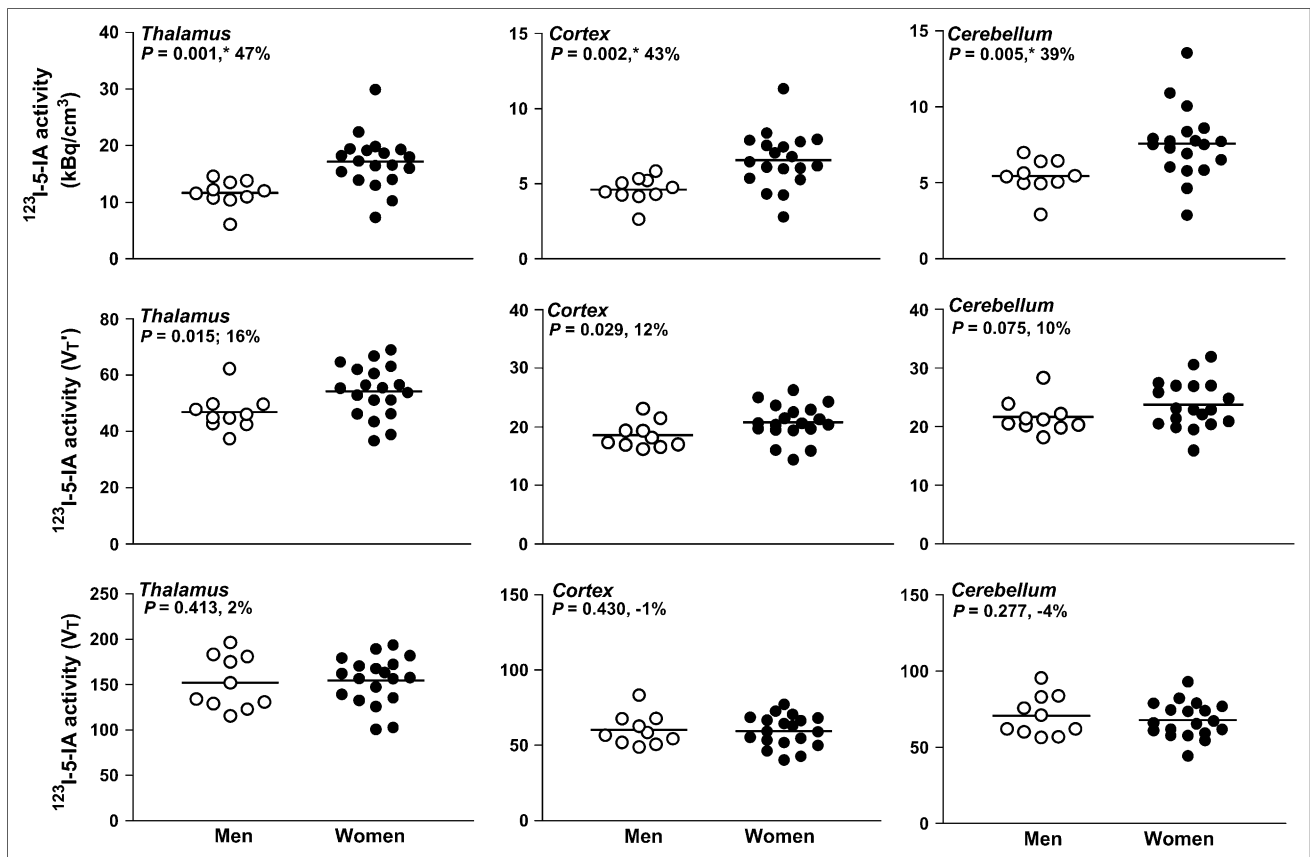 Thalamus
P = 0.001,* 47%
Cortex
P = 0.002,* 43%
Cerebellum
P = 0.005,* 39%
123I-5-IA activity
(kBq/cm3)
40
30
20
10
0
15
10
5
0
15
10
5
0
Thalamus
P = 0.015; 16%
Cortex
P = 0.029, 12%
Cerebellum
P = 0.075, 10%
123I-5-IA activity (VT')
80
60
40
20
0
40
30
20
10
0
40
30
20
10
0
Thalamus
P = 0.413, 2%
Cortex
P = 0.430, -1%
Cerebellum
P = 0.277, -4%
123I-5-IA activity (VT)
250
200
150
100
50
0
150
100
50
0
150
100
50
0
Men Women
Men Women
Men Women